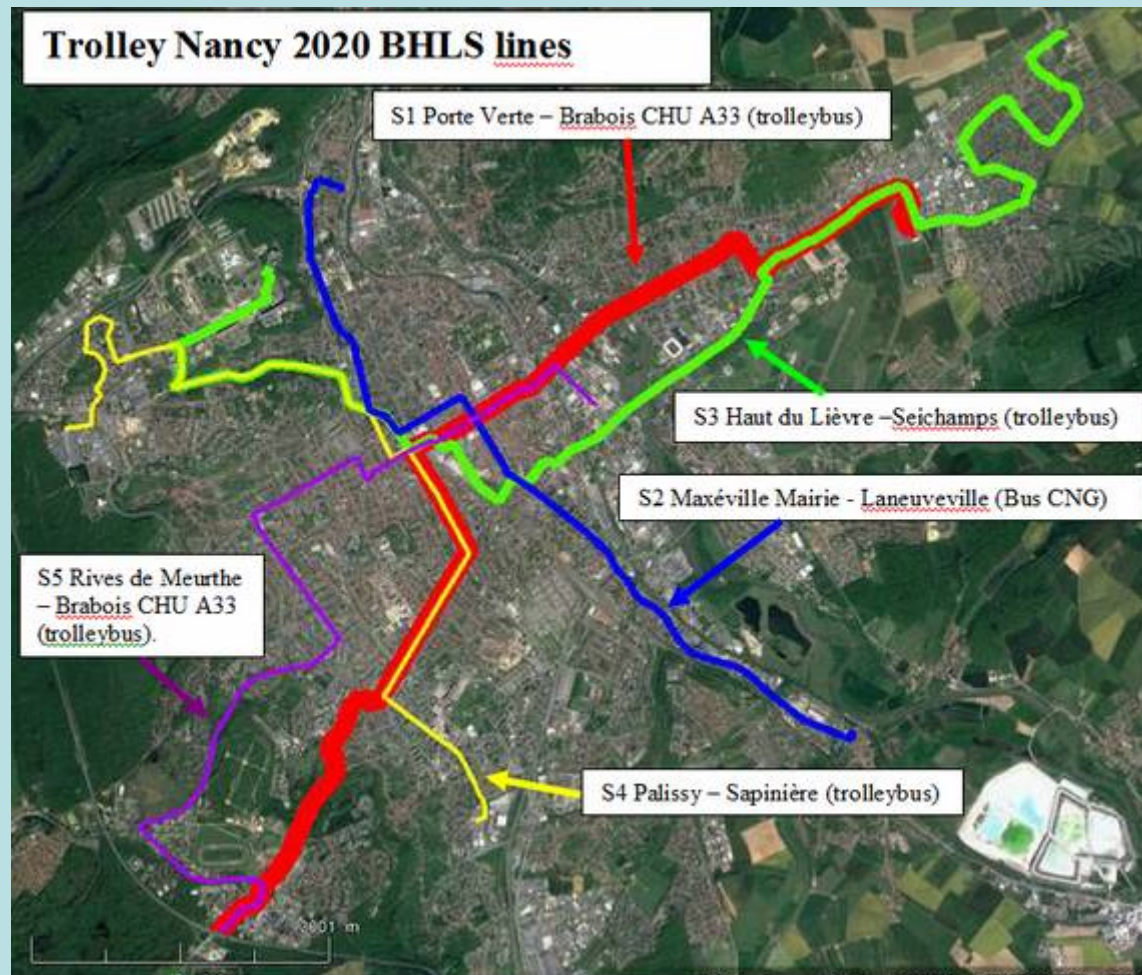 Trolley Nancy 2020 BHLS lines
S1 Porte Verte – Brabois CHU A33 (trolleybus)
S3 Haut du Lièvre –Seichamps (trolleybus)
S2 Maxéville Mairie - Laneuveville (Bus CNG)
S5 Rives de Meurthe
– Brabois CHU A33
(trolleybus).
S4 Palissy – Sapinière (trolleybus)